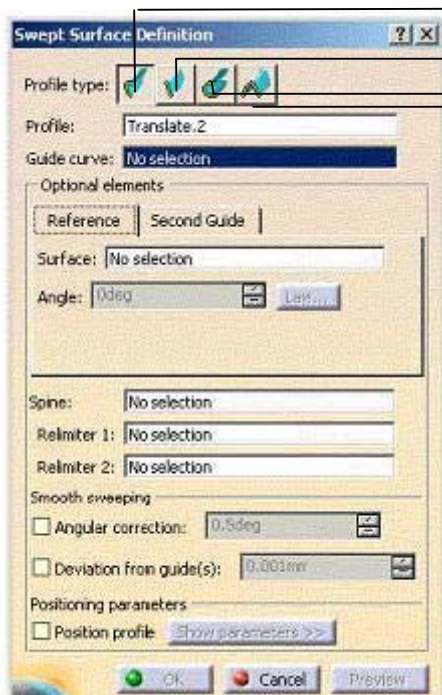 Swept Surface Definition
Profile type:
Profile: Translate.2
Guide curve: No selection
Optional elements
Reference Second Guide
Surface: No selection
Angle: 0deg Law...
Spine: No selection
Relimiter 1: No selection
Relimiter 2: No selection
Smooth sweeping
Angular correction: 0.5deg
Deviation from guide(s): 0.001mm
Positioning parameters
Position profile Show parameters >>
OK Cancel Preview